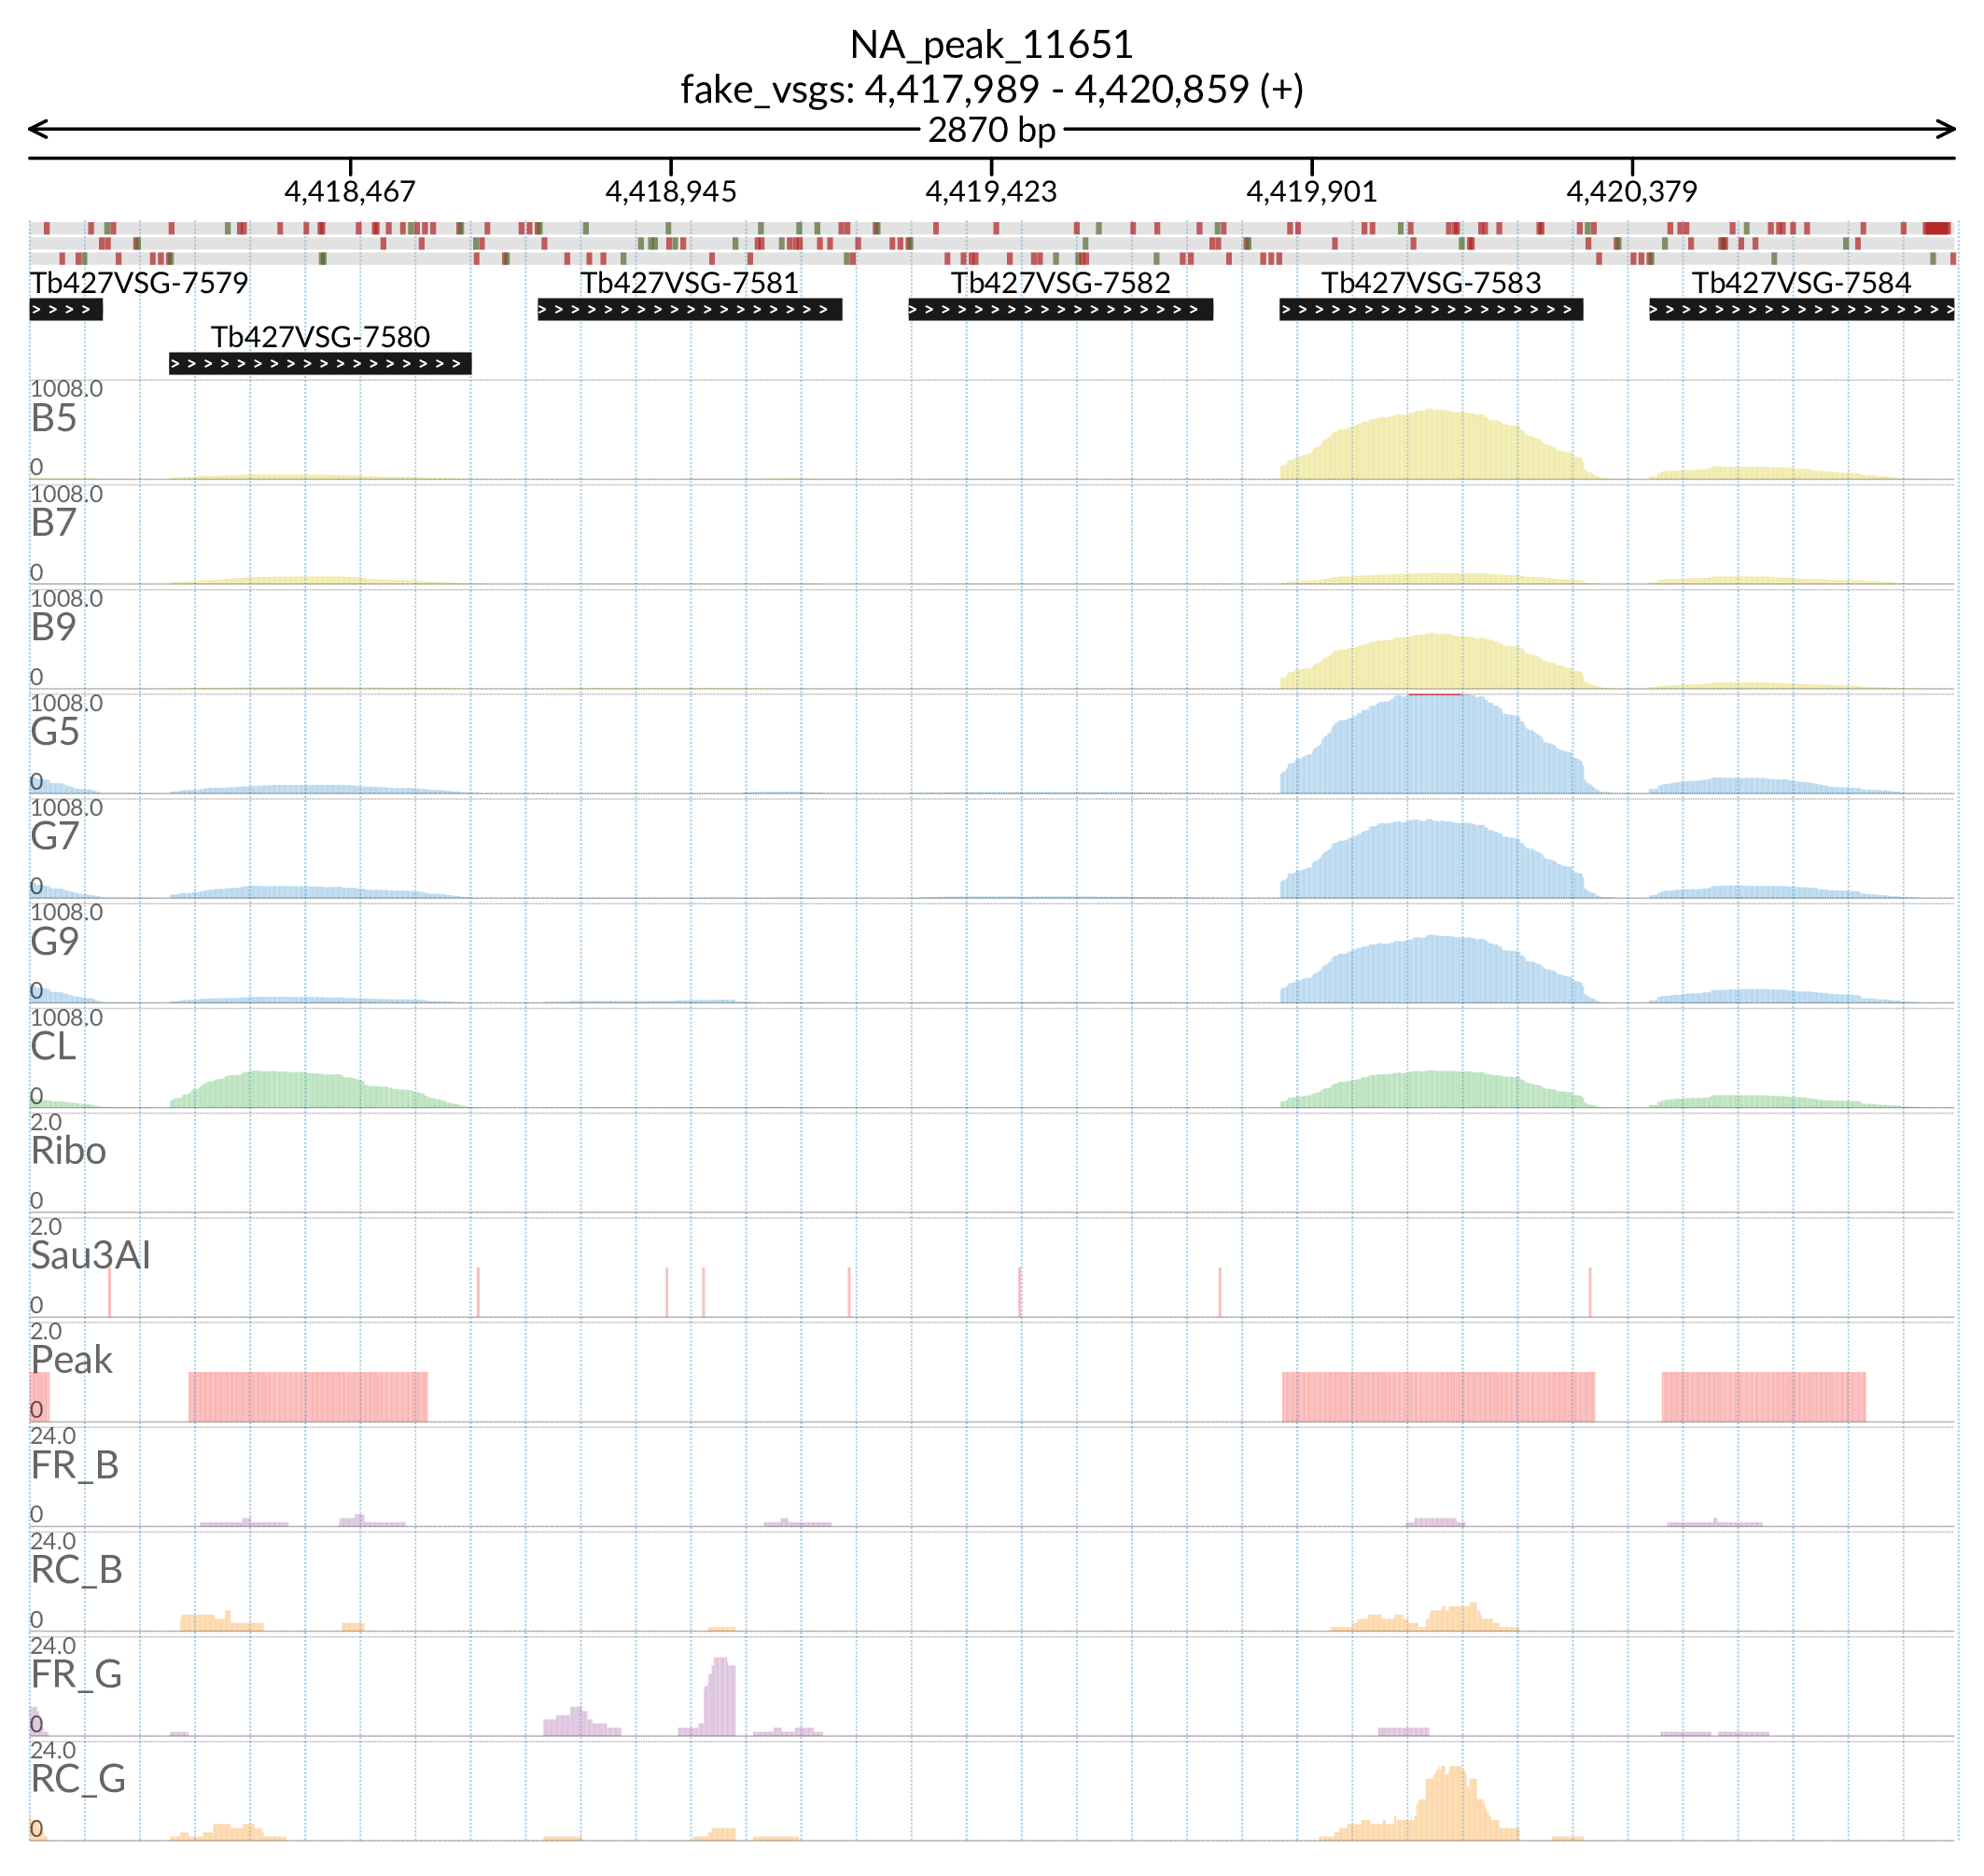 NA_peak_11651
fake_vsgs: 4,417,989 - 4,420,859 (+)
2870 bp
4,418,467 4,418,945 4,419,423 4,419,901 4,420,379
Tb427VSG-7579 Tb427VSG-7581 Tb427VSG-7582 Tb427VSG-7583 Tb427VSG-7584
Tb427VSG-7580
1008.0
B5
0
1008.0
B7
0
1008.0
B9
0
1008.0
G5
0
1008.0
G7
0
1008.0
G9
0
1008.0
CL
0
2.0
Ribo
0
2.0
Sau3AI
0
2.0
Peak
0
24.0
FR_B
0
24.0
RC_B
0
24.0
FR_G
0
24.0
RC_G
0